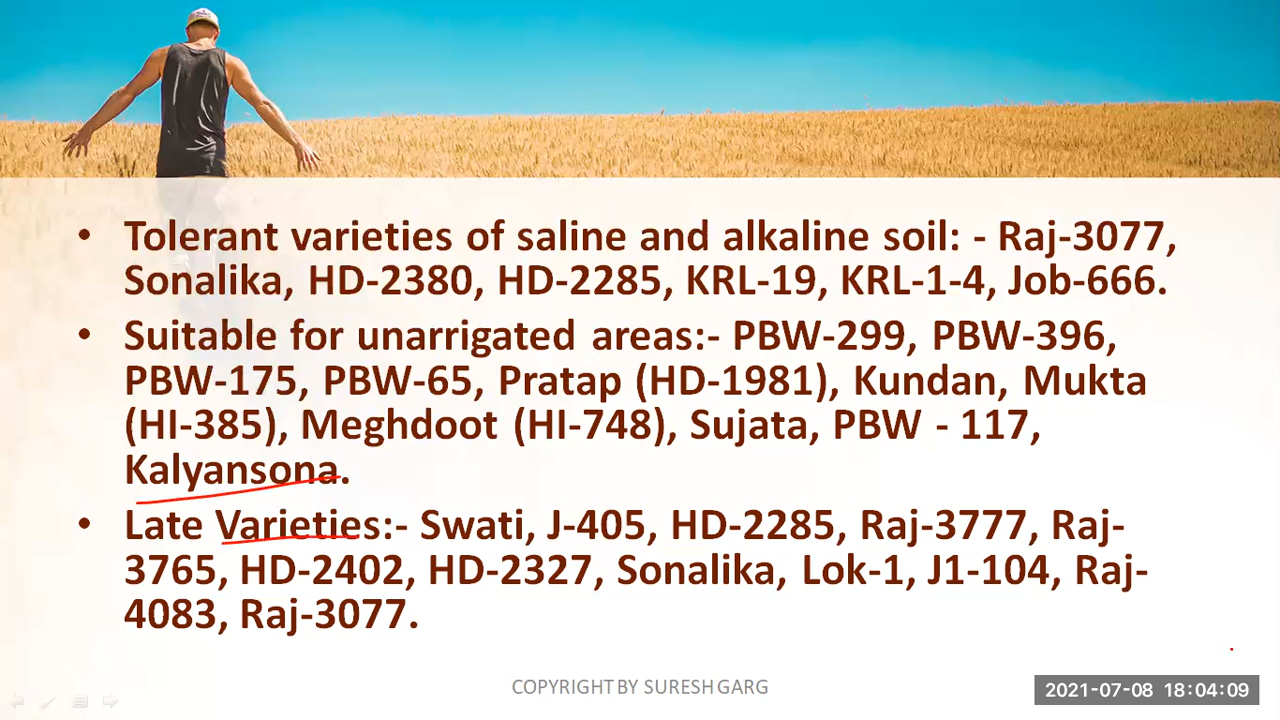 • Tolerant varieties of saline and alkaline soil: - Raj-3077,
Sonalika, HD-2380, HD-2285, KRL-19, KRL-1-4, Job-666.
• Suitable for unarrigated areas:- PBW-299, PBW-396,
PBW-175, PBW-65, Pratap (HD-1981), Kundan, Mukta
(HI-385), Meghdoot (HI-748), Sujata, PBW - 117,
Kalyansona.
• Late Varieties:- Swati, J-405, HD-2285, Raj-3777, Raj-
3765, HD-2402, HD-2327, Sonalika, Lok-1, J1-104, Raj-
4083, Raj-3077.
COPYRIGHT BY SURESH GARG
2021-07-08 18:04:09